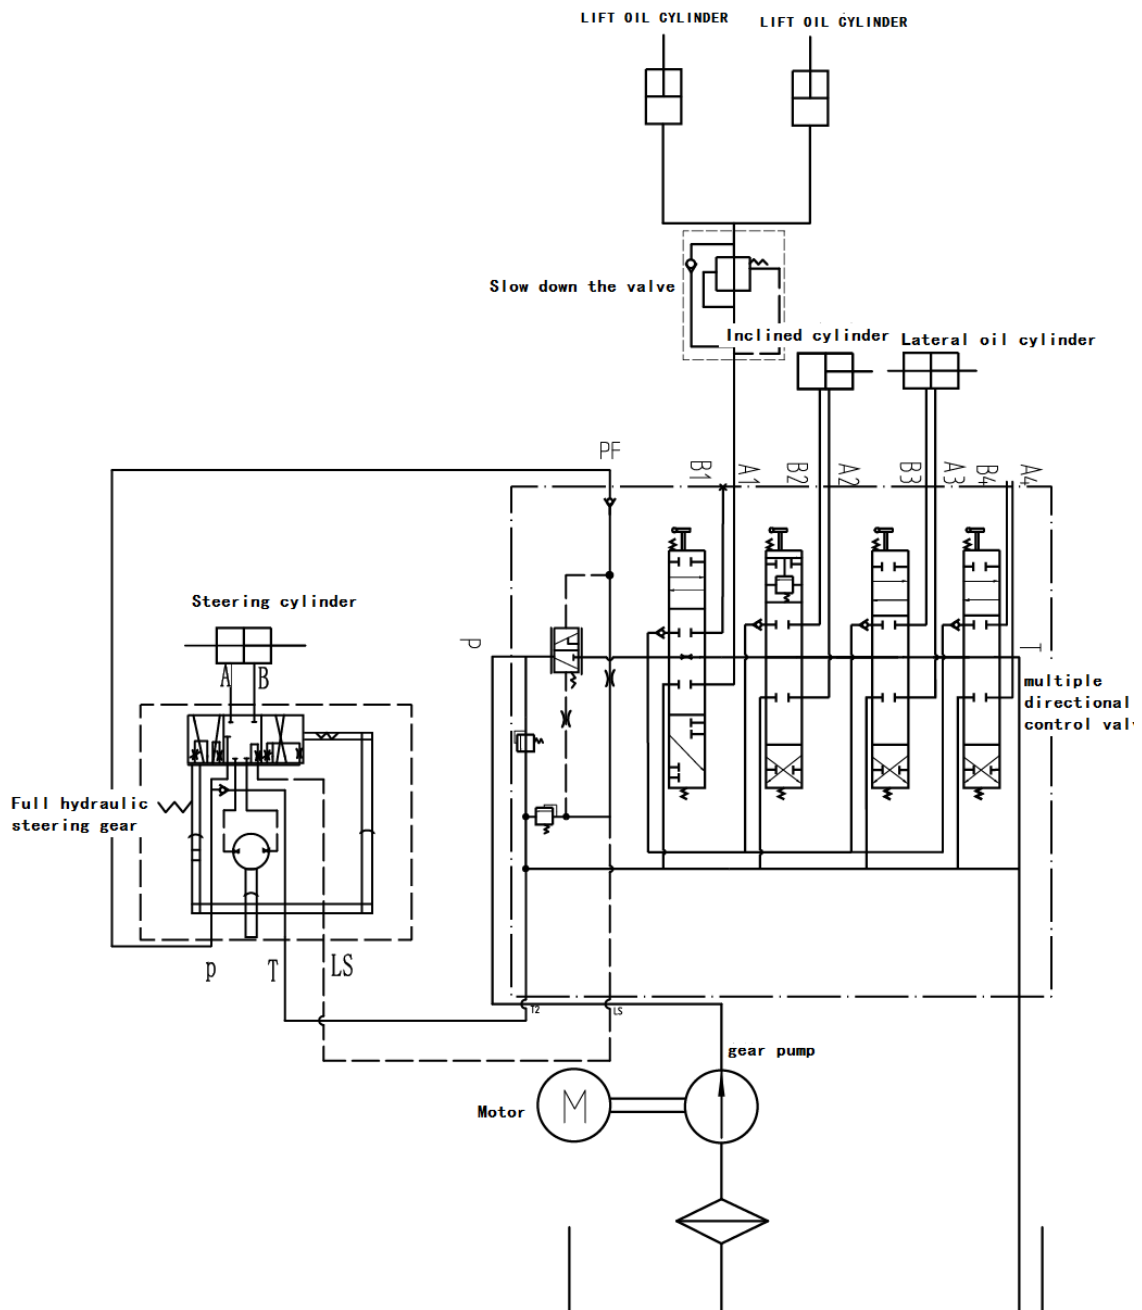 LIFT OIL CYLINDER
LIFT OIL CYLINDER
Slow down the valve
Inclined cylinder
Lateral oil cylinder
PF
B1
A1
B2
A2
B3
A3
B4
A4
Steering cylinder
P
T
A
B
multiple
directional
control valv
Full hydraulic
steering gear
p
T
LS
T2
LS
gear pump
Motor
M